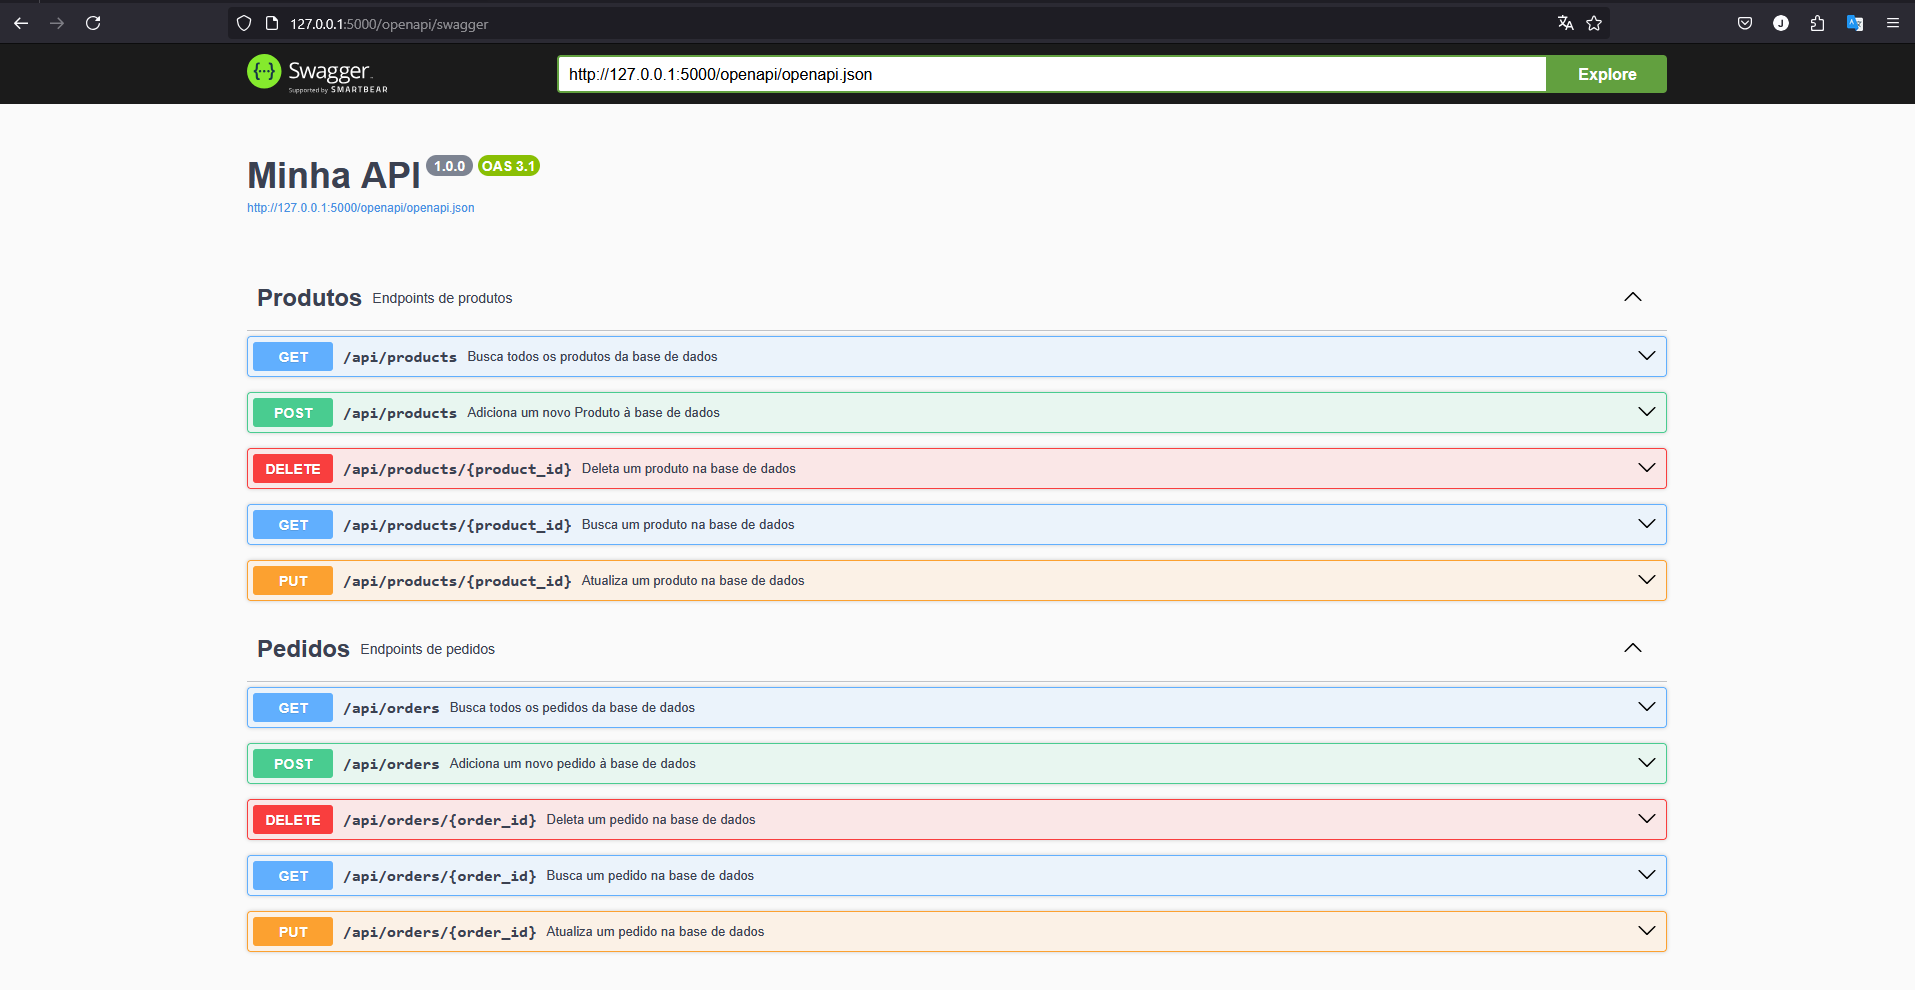 127.0.0.1:5000/openapi/swagger
J
{···} Swagger.
Supported by SMARTBEAR
http://127.0.0.1:5000/openapi/openapi.json
Explore
Minha API 1.0.0 OAS 3.1
http://127.0.0.1:5000/openapi/openapi.json
Produtos Endpoints de produtos
GET /api/products Busca todos os produtos da base de dados
POST /api/products Adiciona um novo Produto à base de dados
DELETE /api/products/{product_id} Deleta um produto na base de dados
GET /api/products/{product_id} Busca um produto na base de dados
PUT /api/products/{product_id} Atualiza um produto na base de dados
Pedidos Endpoints de pedidos
GET /api/orders Busca todos os pedidos da base de dados
POST /api/orders Adiciona um novo pedido à base de dados
DELETE /api/orders/{order_id} Deleta um pedido na base de dados
GET /api/orders/{order_id} Busca um pedido na base de dados
PUT /api/orders/{order_id} Atualiza um pedido na base de dados